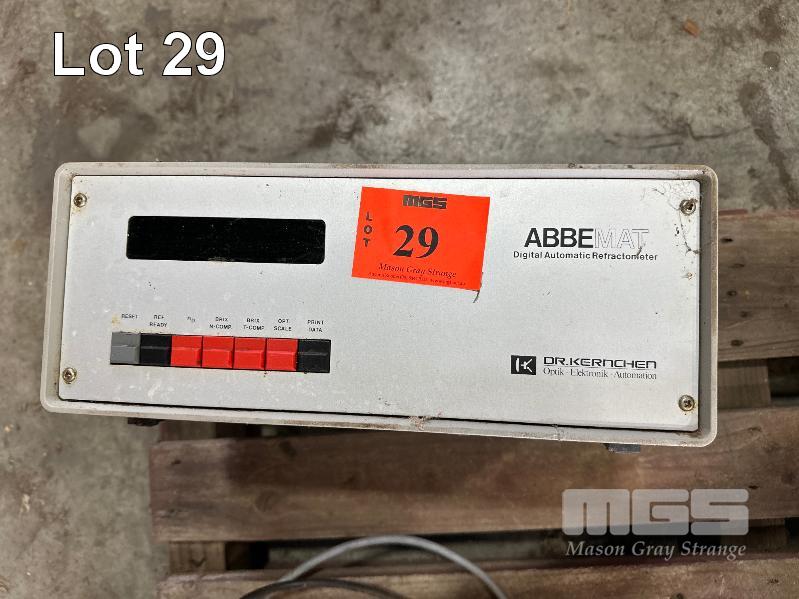 Lot 29
MGS
LOT
29
Mason Gray Strange
ABBEMAT
Digital Automatic Refractometer
RESET
REF. READY
nD
BRIX N-COMP.
BRIX T-COMP.
OPT. SCALE
PRINT DATA
DR.KERNCHEN
Optik - Elektronik - Automation
MGS
Mason Gray Strange